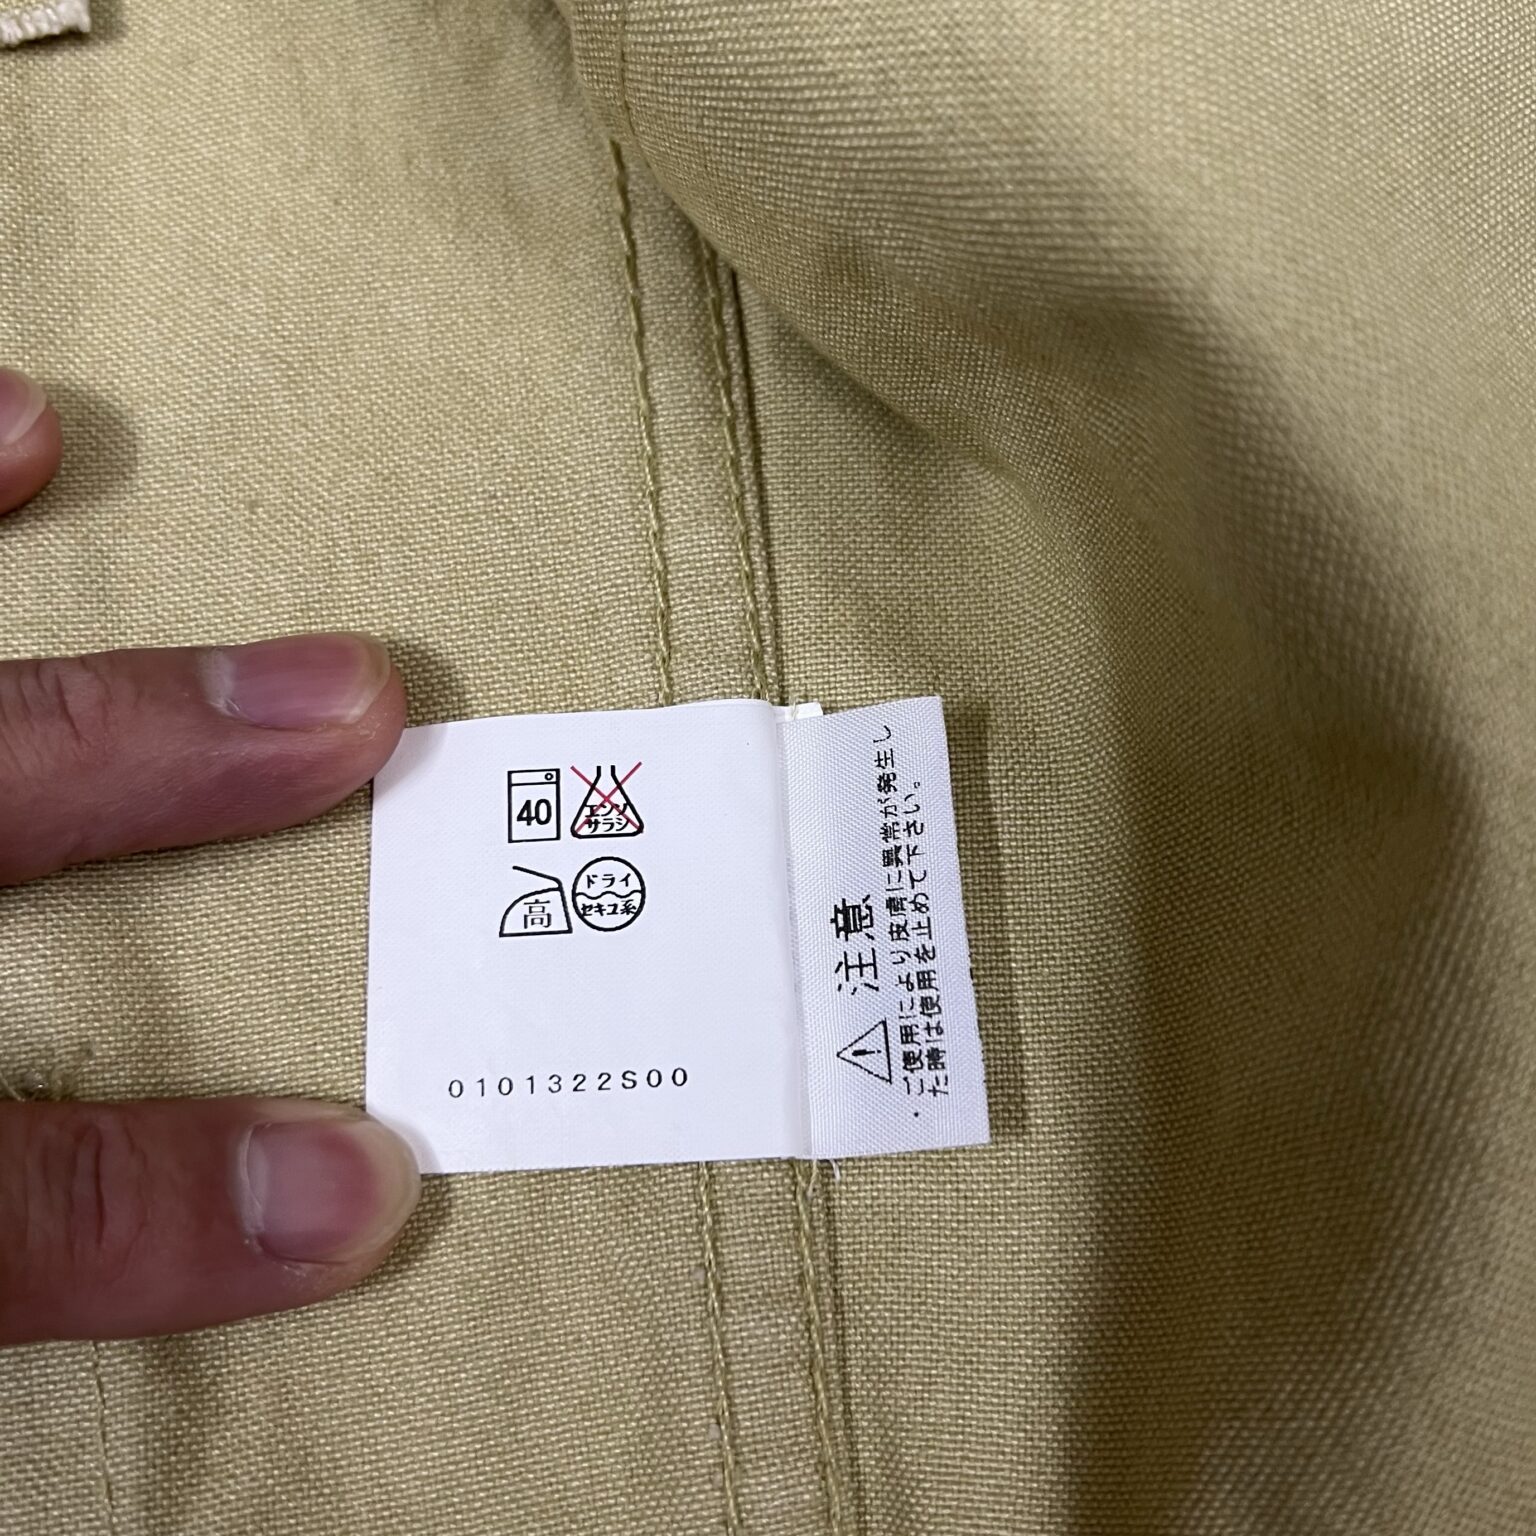 40
エンソ
サラシ
高
ドライ
セキユ系
0101322S00
注意
・ご使用により皮膚に異常が発生し
た時は使用を止めて下さい。